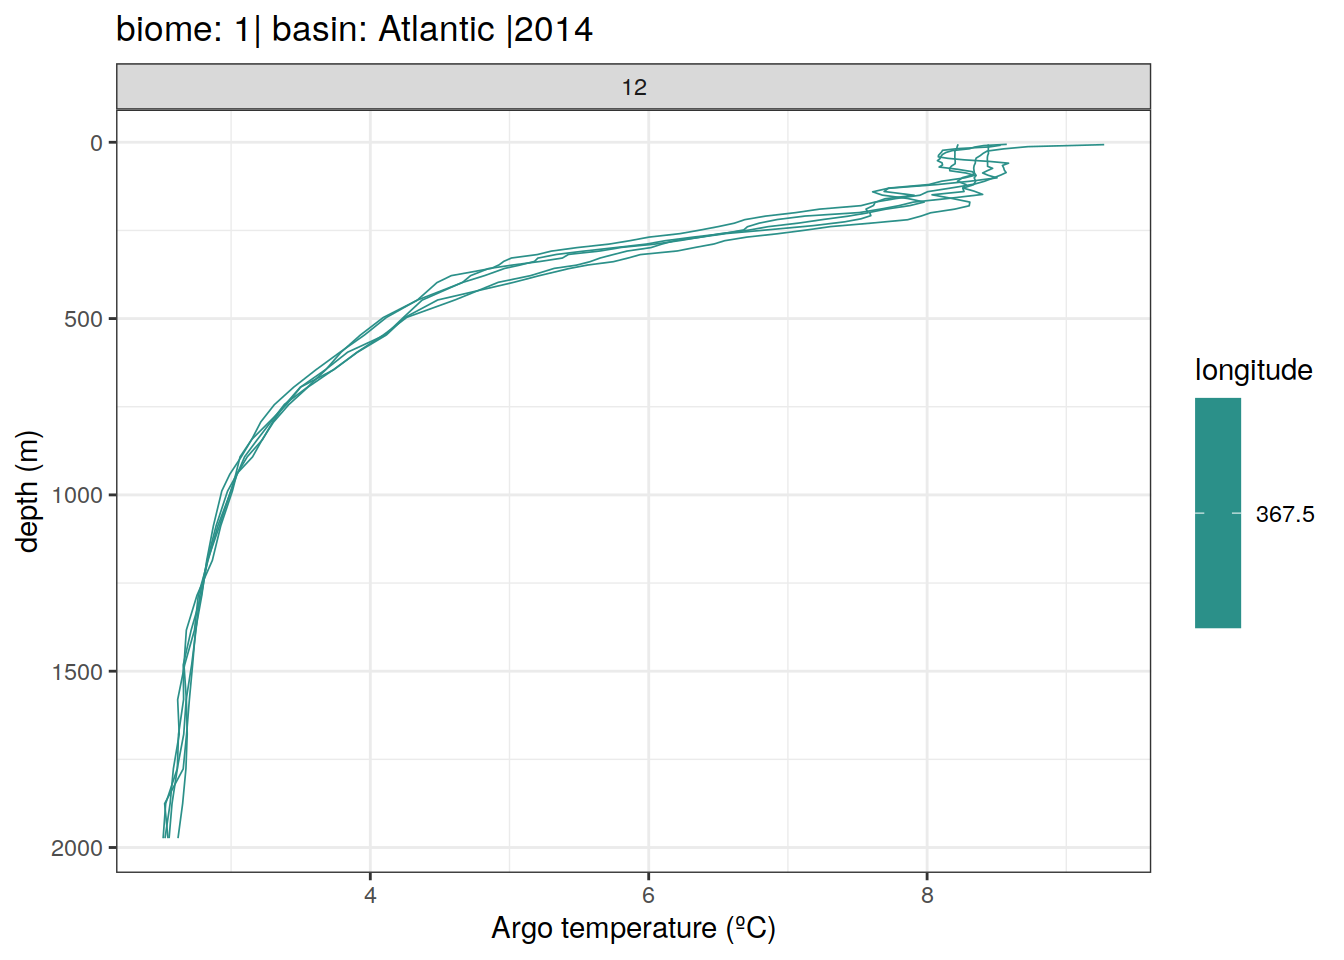 biome: 1| basin: Atlantic |2014
12
0
500
1000
1500
2000
depth (m)
4
6
8
Argo temperature (ºC)
longitude
367.5